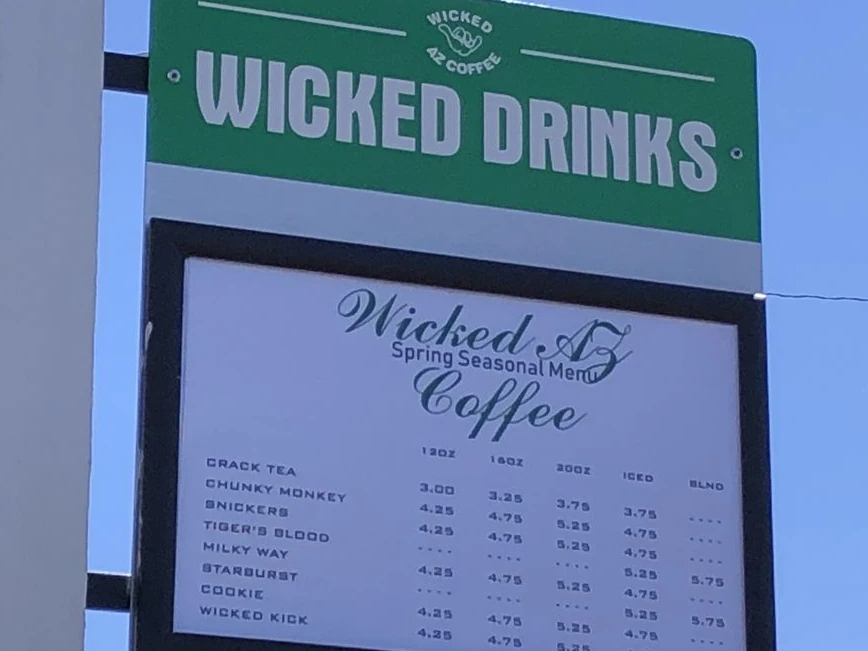 WICKED
AZ COFFEE
WICKED DRINKS
Wicked AZ
Spring Seasonal Menu
Coffee
12OZ 16OZ 20OZ ICED BLND
CRACK TEA 3.00 3.25 3.75 3.75 ----
CHUNKY MONKEY 4.25 4.75 5.25 4.75 ----
SNICKERS 4.25 4.75 5.25 4.75 ----
TIGER'S BLOOD ---- ---- ---- 5.25 5.75
MILKY WAY 4.25 4.75 5.25 4.75 ----
STARBURST ---- ---- ---- 5.25 5.75
COOKIE 4.25 4.75 5.25 4.75 ----
WICKED KICK 4.25 4.75 5.25